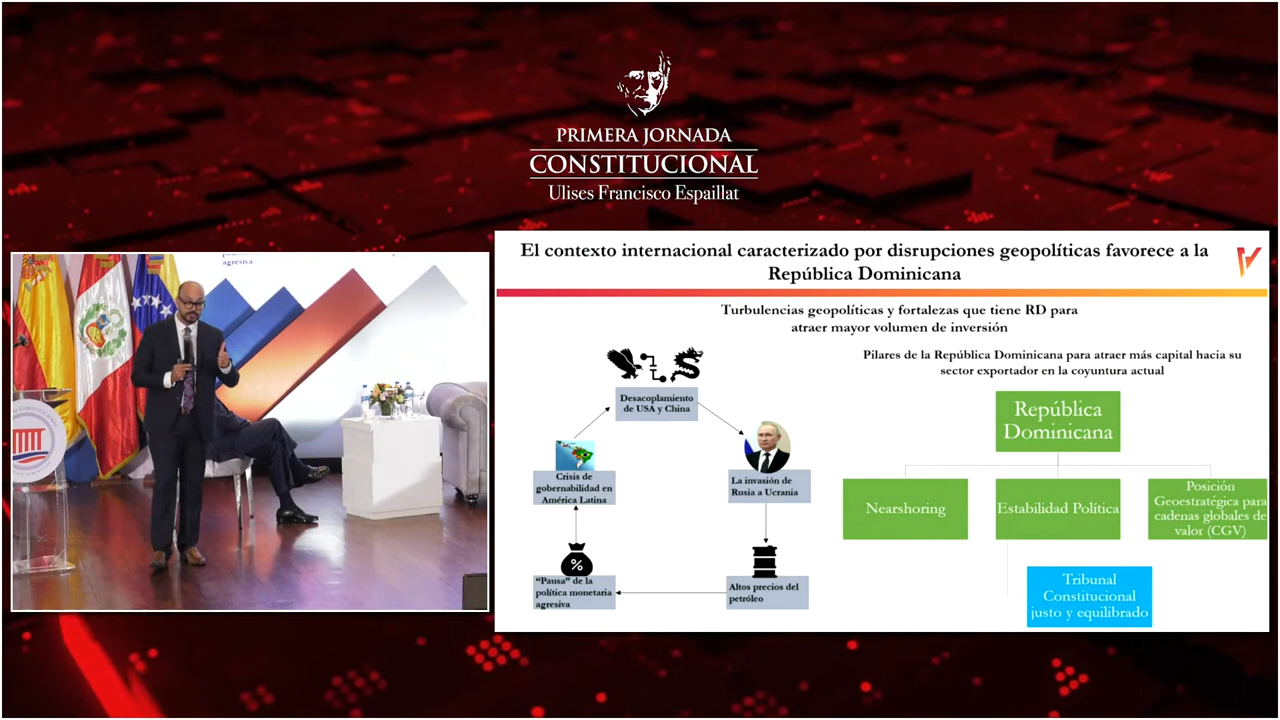 PRIMERA JORNADA
CONSTITUCIONAL
Ulises Francisco Espaillat
agresiva
El contexto internacional caracterizado por disrupciones geopolíticas favorece a la
República Dominicana
Turbulencias geopolíticas y fortalezas que tiene RD para
atraer mayor volumen de inversión
Desacoplamiento
de USA y China
La invasión de
Rusia a Ucrania
Altos precios del
petróleo
“Pausa” de la
política monetaria
agresiva
%
Crisis de
gobernabilidad en
América Latina
Pilares de la República Dominicana para atraer más capital hacia su
sector exportador en la coyuntura actual
República
Dominicana
Nearshoring
Estabilidad Política
Posición
Geoestratégica para
cadenas globales de
valor (CGV)
Tribunal
Constitucional
justo y equilibrado